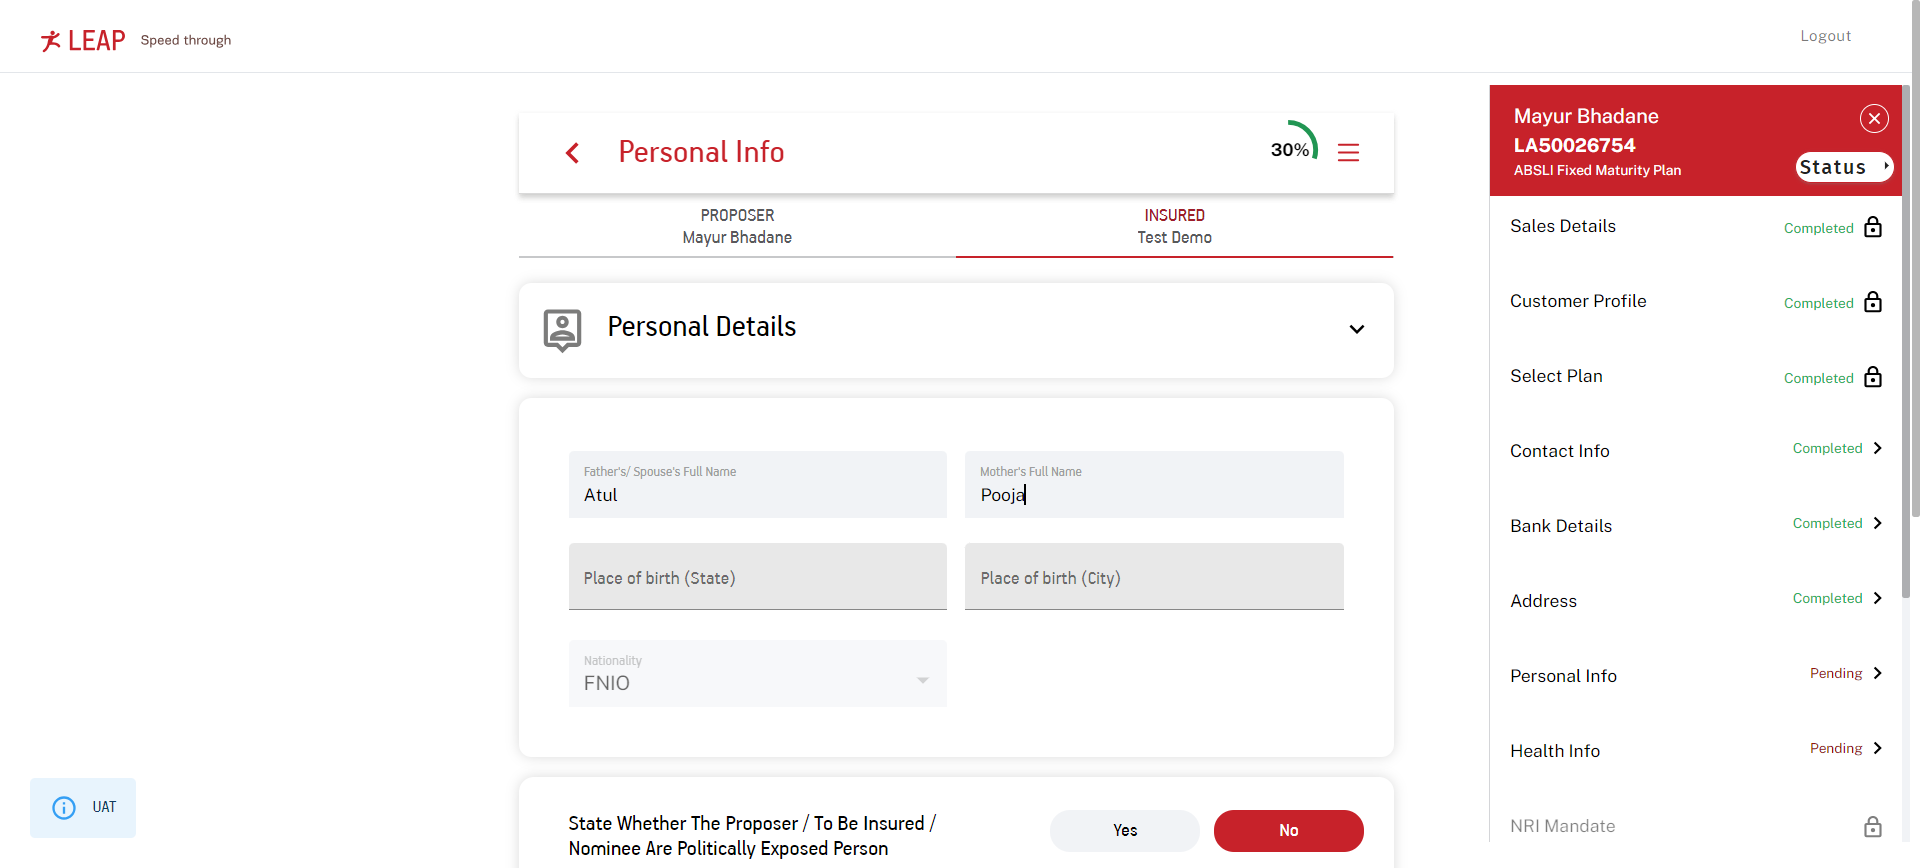 LEAP Speed through
Logout
Personal Info
30%
PROPOSER
Mayur Bhadane
INSURED
Test Demo
Personal Details
Father's/ Spouse's Full Name
Atul
Mother's Full Name
Pooja
Place of birth (State)
Place of birth (City)
Nationality
FNIO
State Whether The Proposer / To Be Insured /
Nominee Are Politically Exposed Person
Yes
No
UAT
Mayur Bhadane
LA50026754
ABSLI Fixed Maturity Plan
Status
Sales Details Completed
Customer Profile Completed
Select Plan Completed
Contact Info Completed
Bank Details Completed
Address Completed
Personal Info Pending
Health Info Pending
NRI Mandate